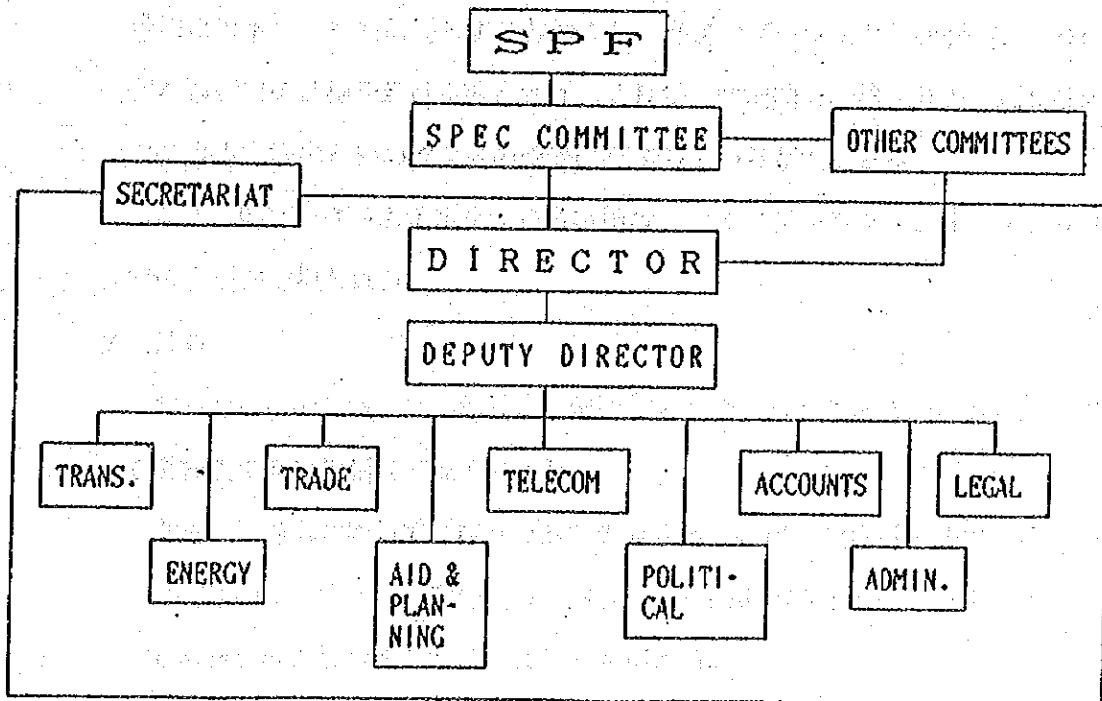 SPF
SPEC COMMITTEE
OTHER COMMITTEES
SECRETARIAT
DIRECTOR
DEPUTY DIRECTOR
TRANS.
TRADE
TELECOM
ACCOUNTS
LEGAL
ENERGY
AID &
PLAN-
NING
POLITI-
CAL
ADMIN.